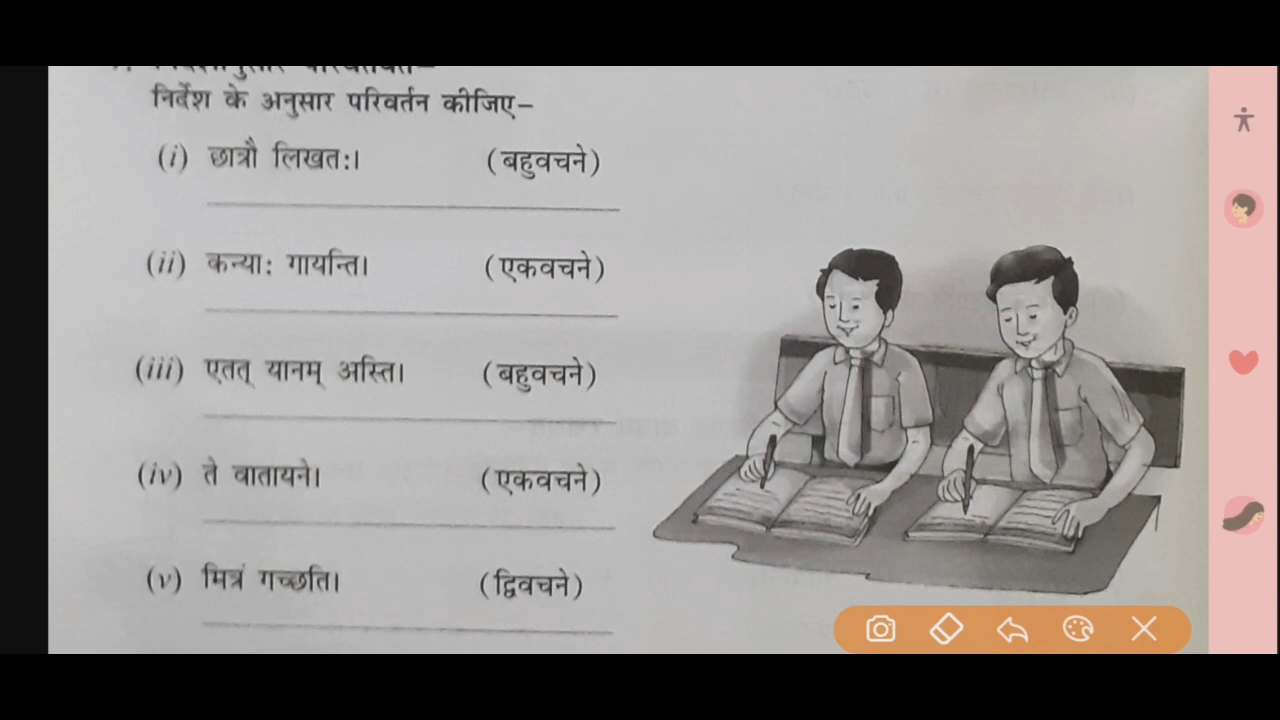 निर्देश के अनुसार परिवर्तन कीजिए–
(i) छात्रौ लिखतः। (बहुवचने)
(ii) कन्याः गायन्ति। (एकवचने)
(iii) एतत् यानम् अस्ति। (बहुवचने)
(iv) ते वातायने। (एकवचने)
(v) मित्रं गच्छति। (द्विवचने)